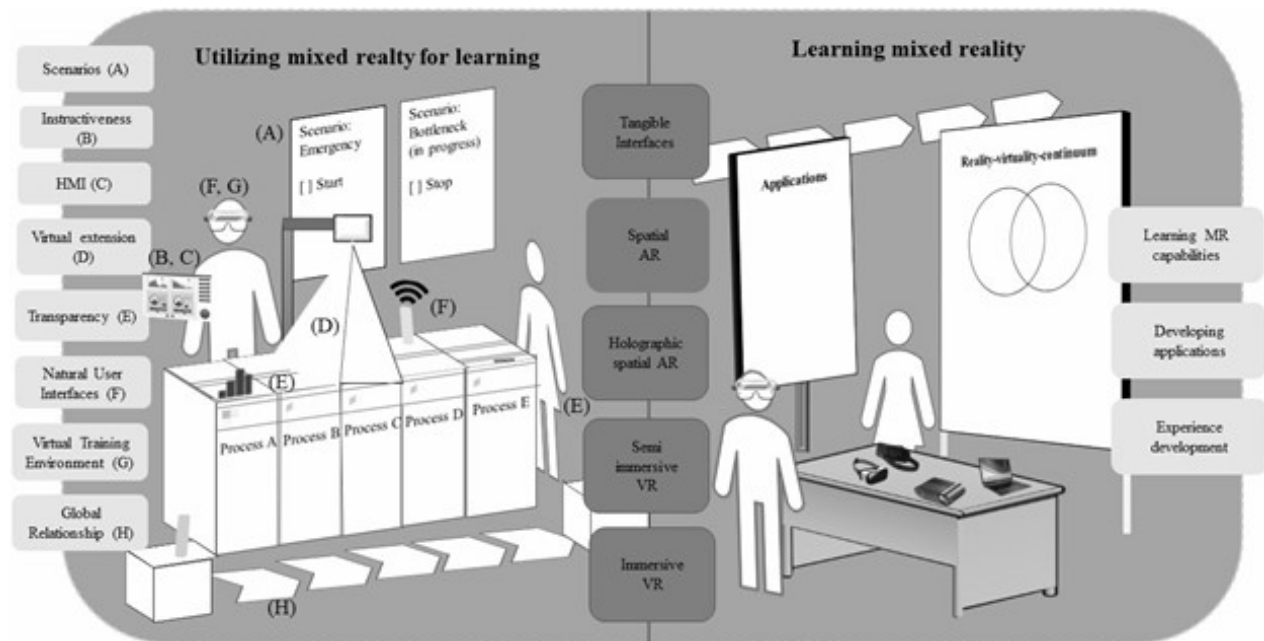 Utilizing mixed realty for learning
Learning mixed reality
Scenarios (A)
Instructiveness
(B)
HMI (C)
Virtual extension
(D)
Transparency (E)
Natural User
Interfaces (F)
Virtual Training
Environment (G)
Global
Relationship (H)
(A)
Scenario:
Emergency
[ ] Start
Scenario:
Bottleneck
(in progress)
[ ] Stop
(F, G)
(B, C)
(D)
(F)
(E)
(E)
Process A
Process B
Process C
Process D
Process E
(H)
Tangible
Interfaces
Spatial
AR
Holographic
spatial AR
Semi
immersive
VR
Immersive
VR
Applications
Reality-virtuality-continuum
Learning MR
capabilities
Developing
applications
Experience
development